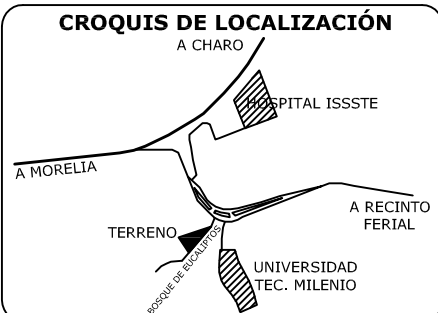 CROQUIS DE LOCALIZACIÓN
A CHARO
HOSPITAL ISSSTE
A MORELIA
A RECINTO
FERIAL
TERRENO
BOSQUE DE EUCALIPTOS
UNIVERSIDAD
TEC. MILENIO